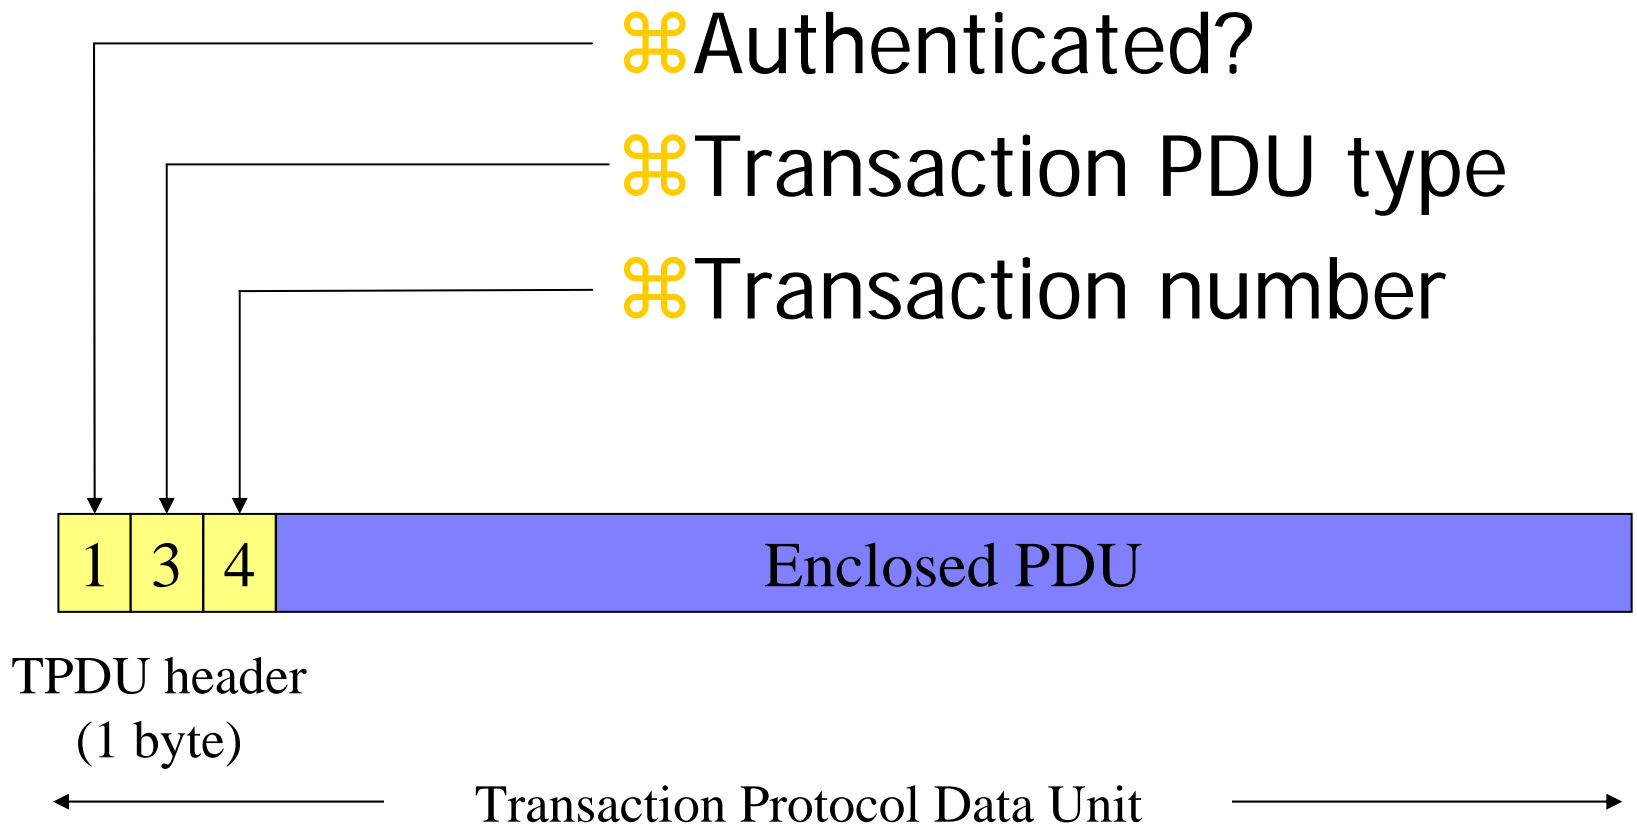 ⌘Authenticated?
⌘Transaction PDU type
⌘Transaction number
1 3 4 Enclosed PDU
TPDU header
(1 byte)
Transaction Protocol Data Unit